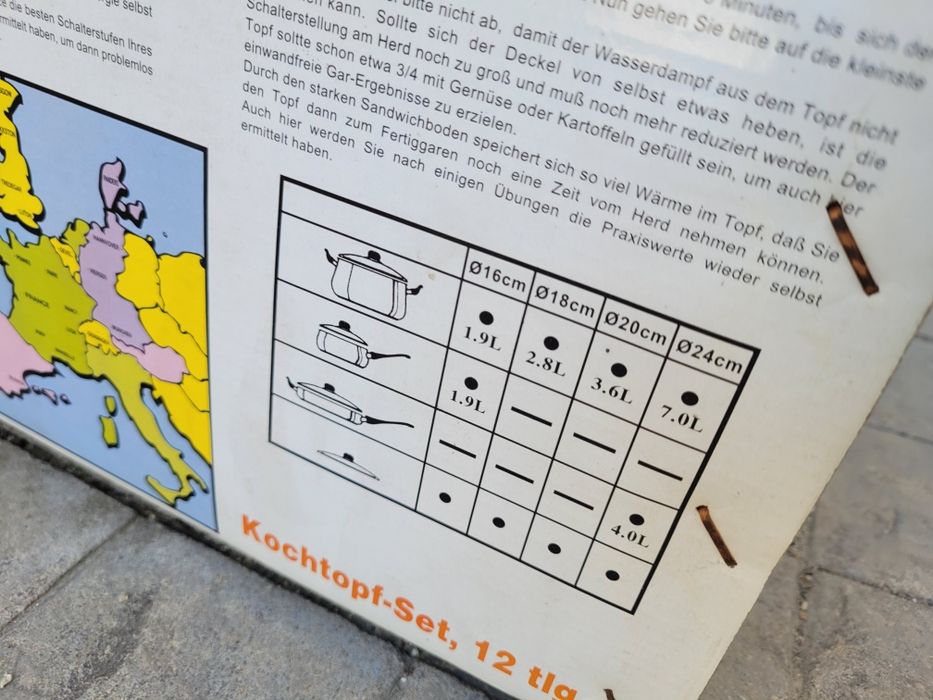 selbst
die besten Schalterstufen Ihres
ermittelt haben, um dann problemlos
Minuten, bis sich der
Nun gehen Sie bitte auf die kleinste
bitte nicht ab, damit der Wasserdampf aus dem Topf nicht
kann. Sollte sich der Deckel von selbst etwas heben, ist die
Schalterstellung am Herd noch zu groß und muß noch mehr reduziert werden. Der
Topf soltte schon etwa 3/4 mit Gernüse oder Kartoffeln gefüllt sein, um auch hier
einwandfreie Gar-Ergebnisse zu erzielen.
Durch den starken Sandwichboden speichert sich so viel Wärme im Topf, daß Sie
den Topf dann zum Fertiggaren noch eine Zeit vom Herd nehmen können.
Auch hier werden Sie nach einigen Übungen die Praxiswerte wieder selbst
ermittelt haben.
FRANCE
HANNOVER
Ø16cm Ø18cm Ø20cm Ø24cm
1.9L 2.8L 3.6L 7.0L
1.9L
4.0L
Kochtopf-Set, 12 tlg